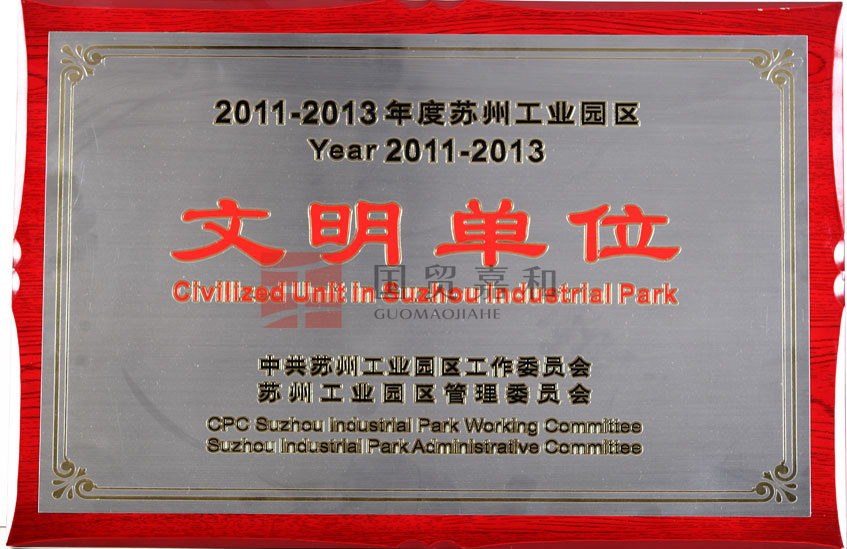 2011-2013年度苏州工业园区
Year 2011-2013
文明单位
国贸嘉和
Civilized Unit in Suzhou Industrial Park
GUOMAOJIAHE
中共苏州工业园区工作委员会
苏州工业园区管理委员会
CPC Suzhou Industrial Park Working Committee
Suzhou Industrial Park Administrative Committee